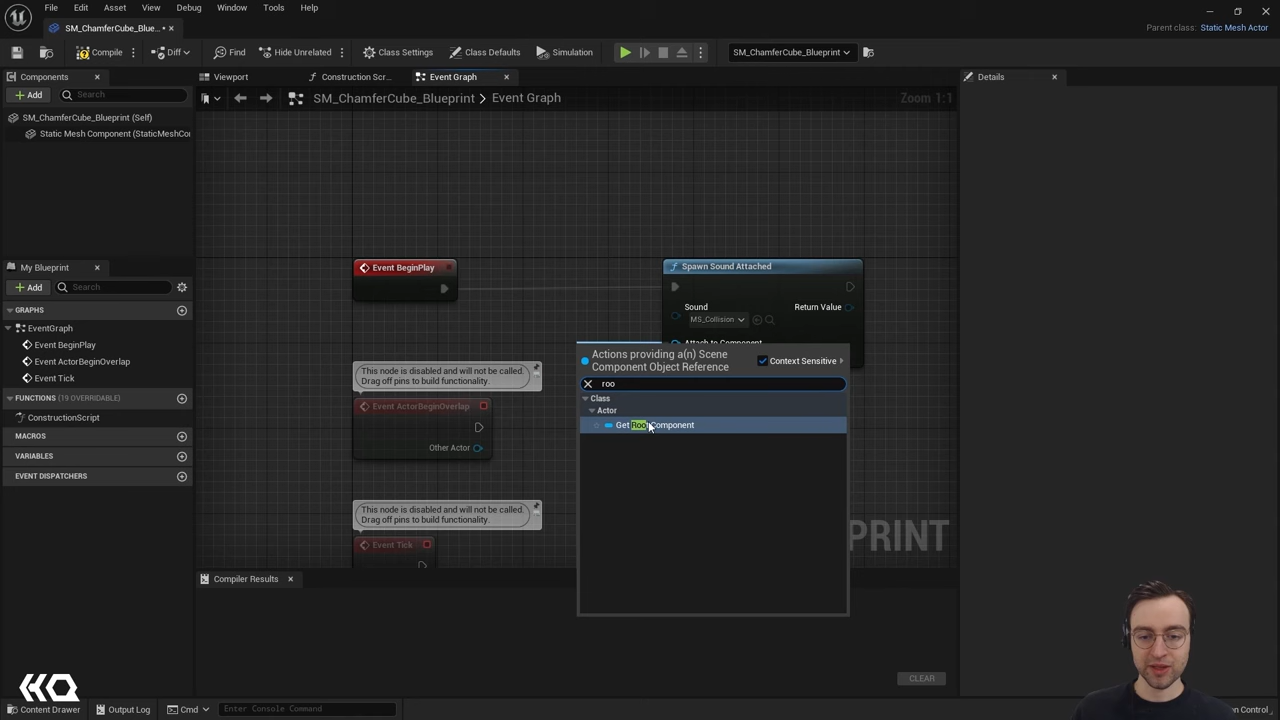 File Edit Asset View Debug Window Tools Help
SM_ChamferCube_Blue...
Parent class: Static Mesh Actor
Compile Diff Find Hide Unrelated Class Settings Class Defaults Simulation SM_ChamferCube_Blueprint
Components Viewport Construction Scr... Event Graph Details
Add Search SM_ChamferCube_Blueprint > Event Graph Zoom 1:1
SM_ChamferCube_Blueprint (Self)
Static Mesh Component (StaticMeshCo
My Blueprint
Add Search
GRAPHS
EventGraph
Event BeginPlay
Event ActorBeginOverlap
Event Tick
FUNCTIONS (19 OVERRIDABLE)
ConstructionScript
MACROS
VARIABLES
EVENT DISPATCHERS
Event BeginPlay
Spawn Sound Attached
Sound Return Value
MS_Collision
Attach to Component
This node is disabled and will not be called.
Drag off pins to build functionality.
Event ActorBeginOverlap
Other Actor
This node is disabled and will not be called.
Drag off pins to build functionality.
Event Tick
Actions providing a(n) Scene
Component Object Reference
Context Sensitive
roo
Class
Actor
Get Root Component
PRINT
Compiler Results
CLEAR
Content Drawer Output Log Cmd Enter Console Command
Control